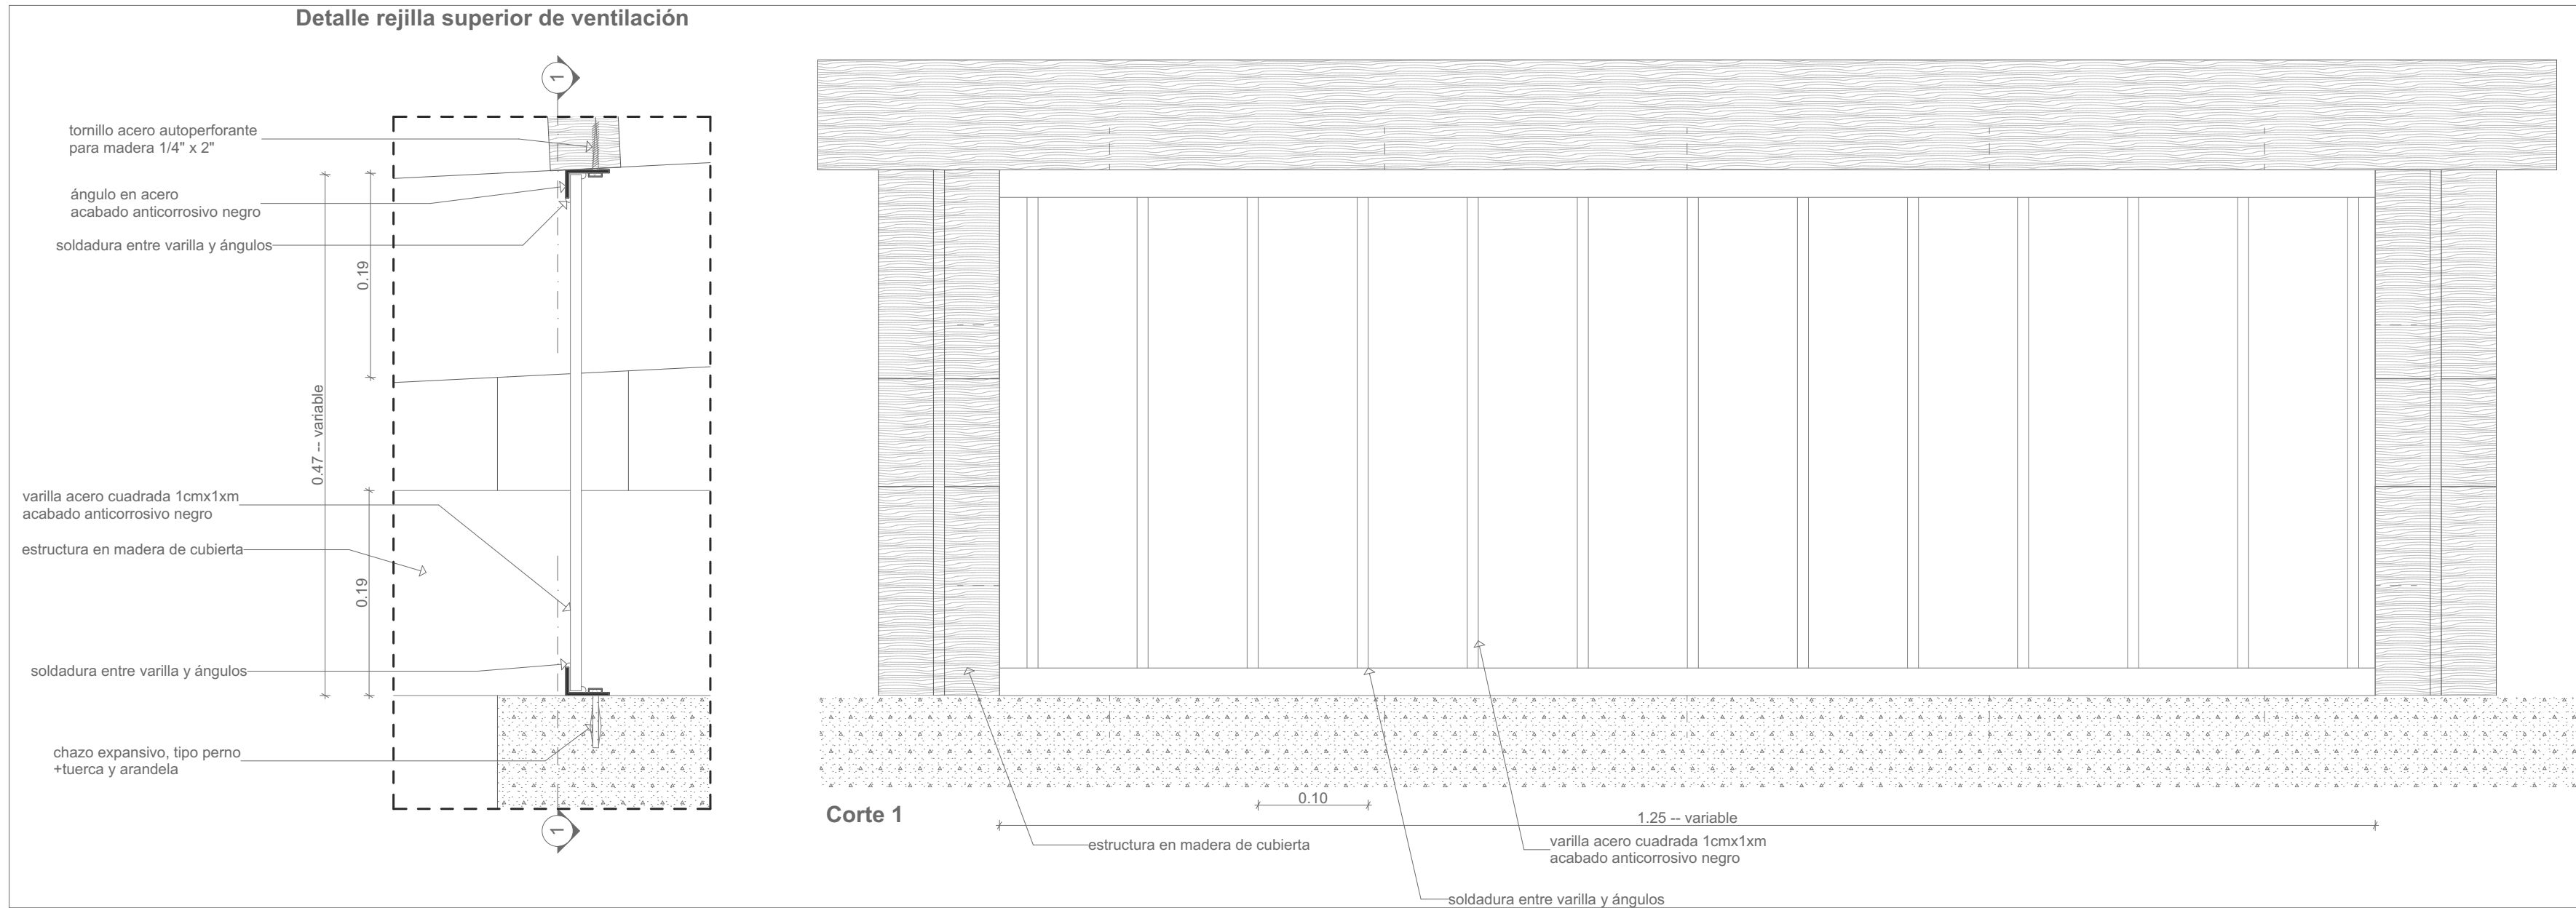 Detalle rejilla superior de ventilación
1
tornillo acero autoperforante
para madera 1/4" x 2"
ángulo en acero
acabado anticorrosivo negro
soldadura entre varilla y ángulos
0.19
0.47 -- variable
varilla acero cuadrada 1cmx1xm
acabado anticorrosivo negro
estructura en madera de cubierta
0.19
soldadura entre varilla y ángulos
chazo expansivo, tipo perno
+tuerca y arandela
1
Corte 1
0.10
1.25 -- variable
estructura en madera de cubierta
varilla acero cuadrada 1cmx1xm
acabado anticorrosivo negro
soldadura entre varilla y ángulos